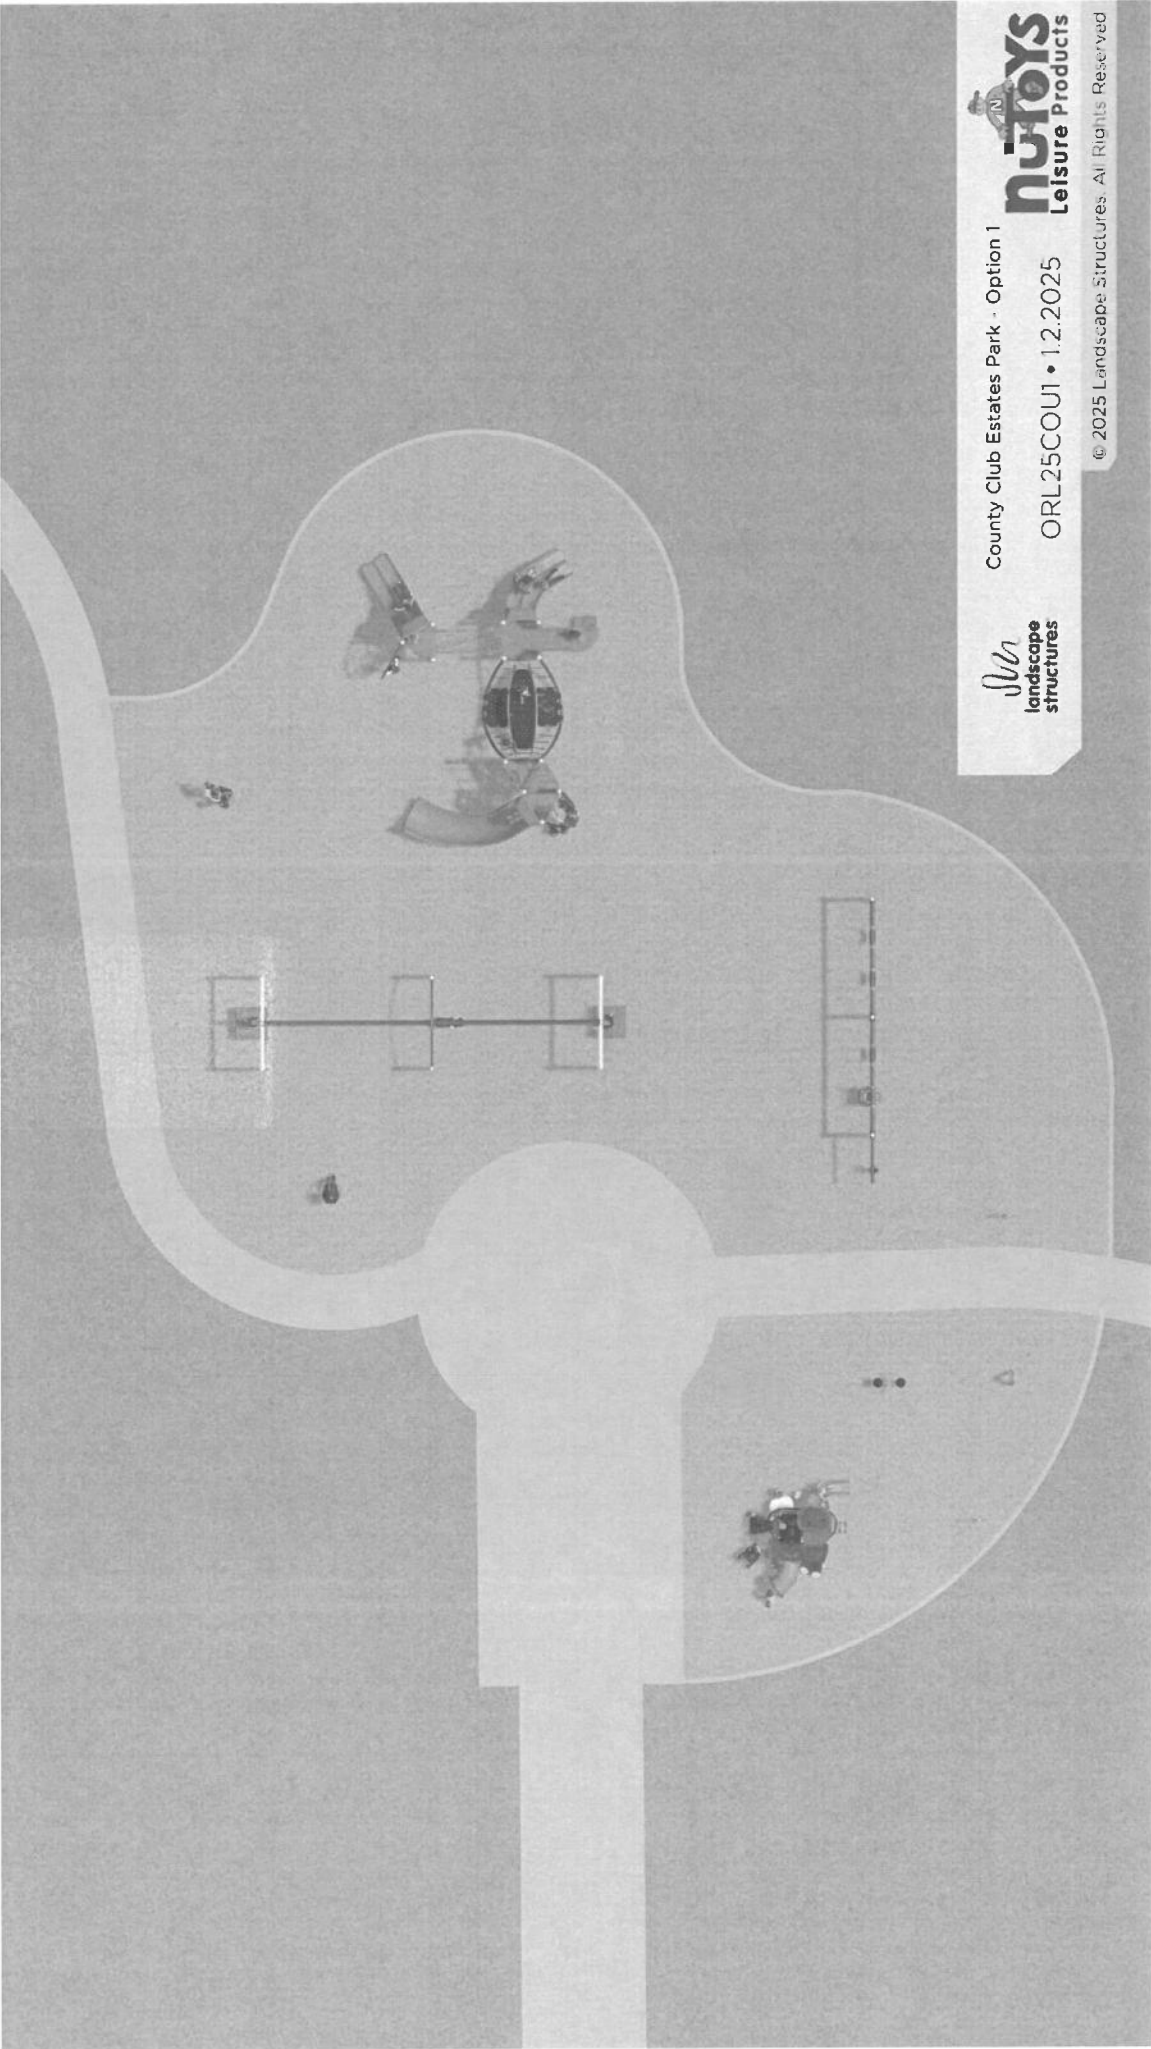 landscape
structures
County Club Estates Park - Option 1
ORL25COU1 • 1.2.2025
N
nuToys
Leisure Products
© 2025 Landscape Structures. All Rights Reserved